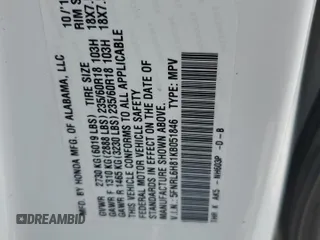 MFD. BY HONDA MFG. OF ALABAMA, LLC 10/1
GVWR 2730 KG (6019 LBS) TIRE SIZE RIM S
GAWR F 1310 KG (2888 LBS) 235/60R18 103H 18X7.
GAWR R 1465 KG (3230 LBS) 235/60R18 103H 18X7.
THIS VEHICLE CONFORMS TO ALL APPLICABLE
FEDERAL MOTOR VEHICLE SAFETY STANDARDS IN EFFECT ON THE DATE OF
MANUFACTURE SHOWN ABOVE.
V.I.N.: 5FNRL6H81KB051846 TYPE: MPV
AK5 - NH603P -D-B